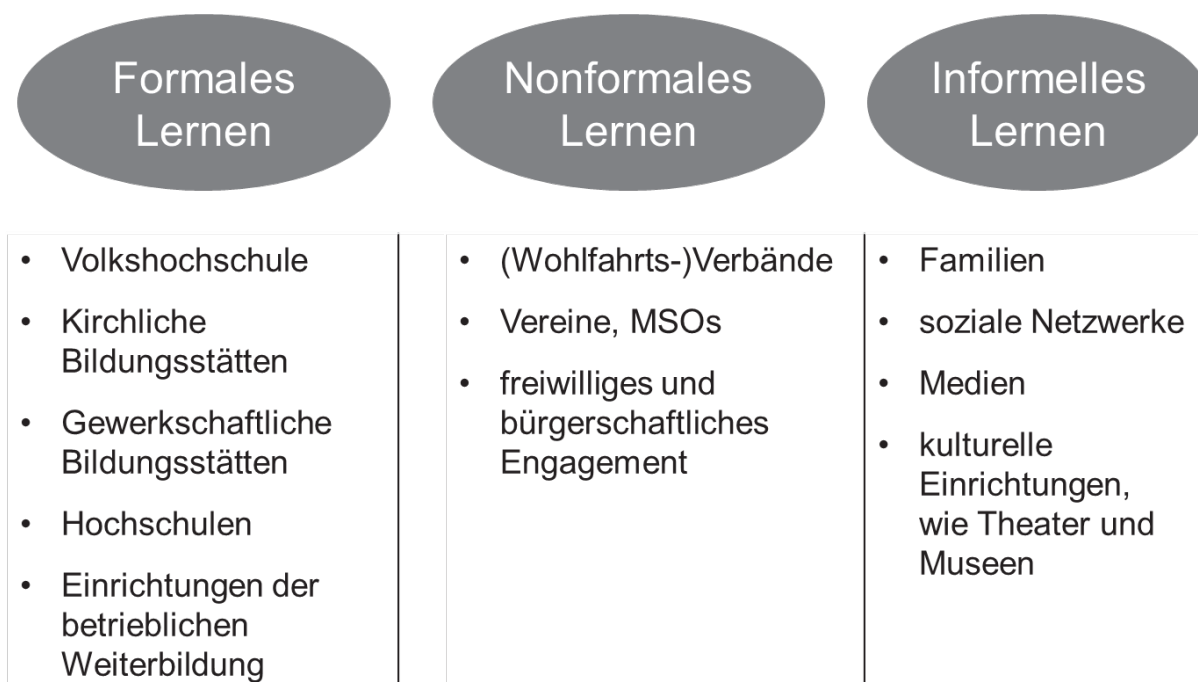 Formales
Lernen
Nonformales
Lernen
Informelles
Lernen
• Volkshochschule
• Kirchliche
Bildungsstätten
• Gewerkschaftliche
Bildungsstätten
• Hochschulen
• Einrichtungen der
betrieblichen
Weiterbildung
• (Wohlfahrts-)Verbände
• Vereine, MSOs
• freiwilliges und
bürgerschaftliches
Engagement
• Familien
• soziale Netzwerke
• Medien
• kulturelle
Einrichtungen,
wie Theater und
Museen